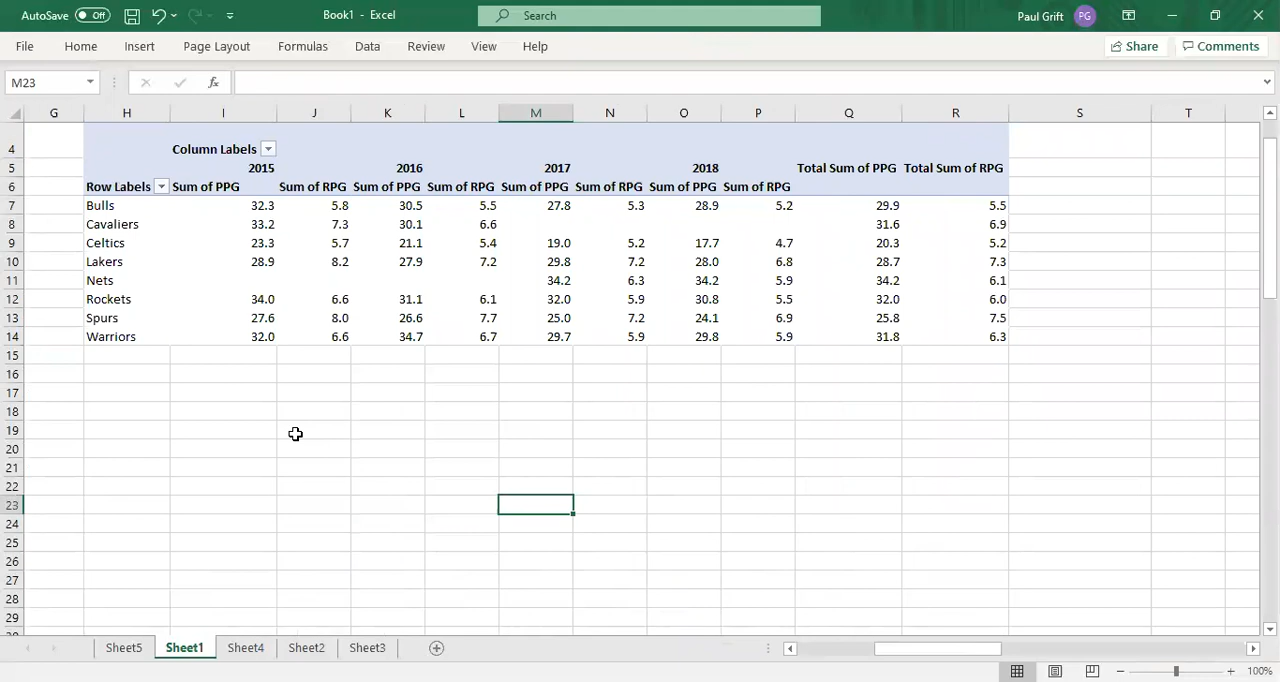 AutoSave Off Book1 - Excel Search Paul Grift PG
File Home Insert Page Layout Formulas Data Review View Help Share Comments
M23 fx
G H I J K L M N O P Q R S T
4 Column Labels
5 2015 2016 2017 2018 Total Sum of PPG Total Sum of RPG
6 Row Labels Sum of PPG Sum of RPG Sum of PPG Sum of RPG Sum of PPG Sum of RPG Sum of PPG Sum of RPG
7 Bulls 32.3 5.8 30.5 5.5 27.8 5.3 28.9 5.2 29.9 5.5
8 Cavaliers 33.2 7.3 30.1 6.6 31.6 6.9
9 Celtics 23.3 5.7 21.1 5.4 19.0 5.2 17.7 4.7 20.3 5.2
10 Lakers 28.9 8.2 27.9 7.2 29.8 7.2 28.0 6.8 28.7 7.3
11 Nets 34.2 6.3 34.2 5.9 34.2 6.1
12 Rockets 34.0 6.6 31.1 6.1 32.0 5.9 30.8 5.5 32.0 6.0
13 Spurs 27.6 8.0 26.6 7.7 25.0 7.2 24.1 6.9 25.8 7.5
14 Warriors 32.0 6.6 34.7 6.7 29.7 5.9 29.8 5.9 31.8 6.3
15
16
17
18
19
20
21
22
23
24
25
26
27
28
29
Sheet5 Sheet1 Sheet4 Sheet2 Sheet3
100%